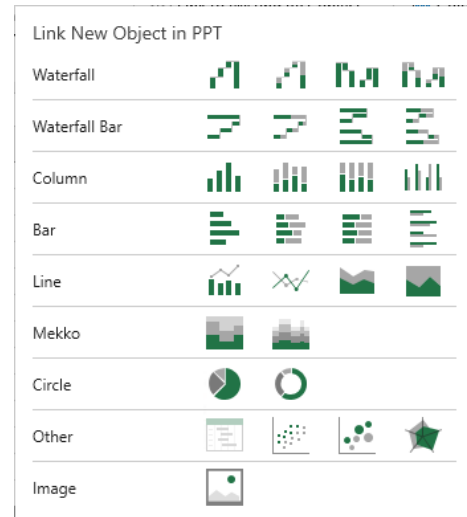 Link New Object in PPT
Waterfall
Waterfall Bar
Column
Bar
Line
Mekko
Circle
Other
Image